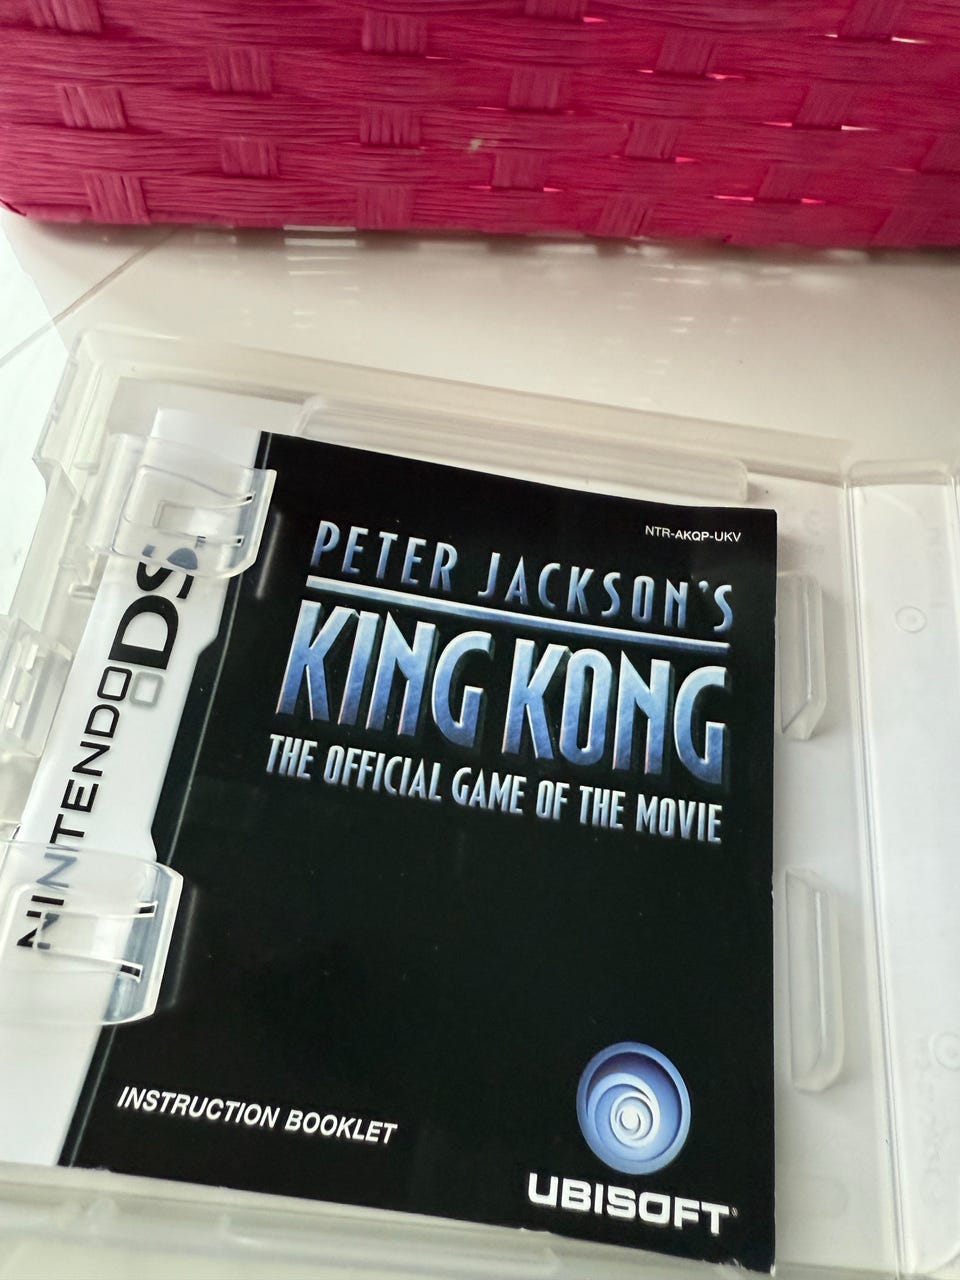 NTR-AKQP-UKV
PETER JACKSON'S
KING KONG
THE OFFICIAL GAME OF THE MOVIE
NINTENDO DS
INSTRUCTION BOOKLET
UBISOFT